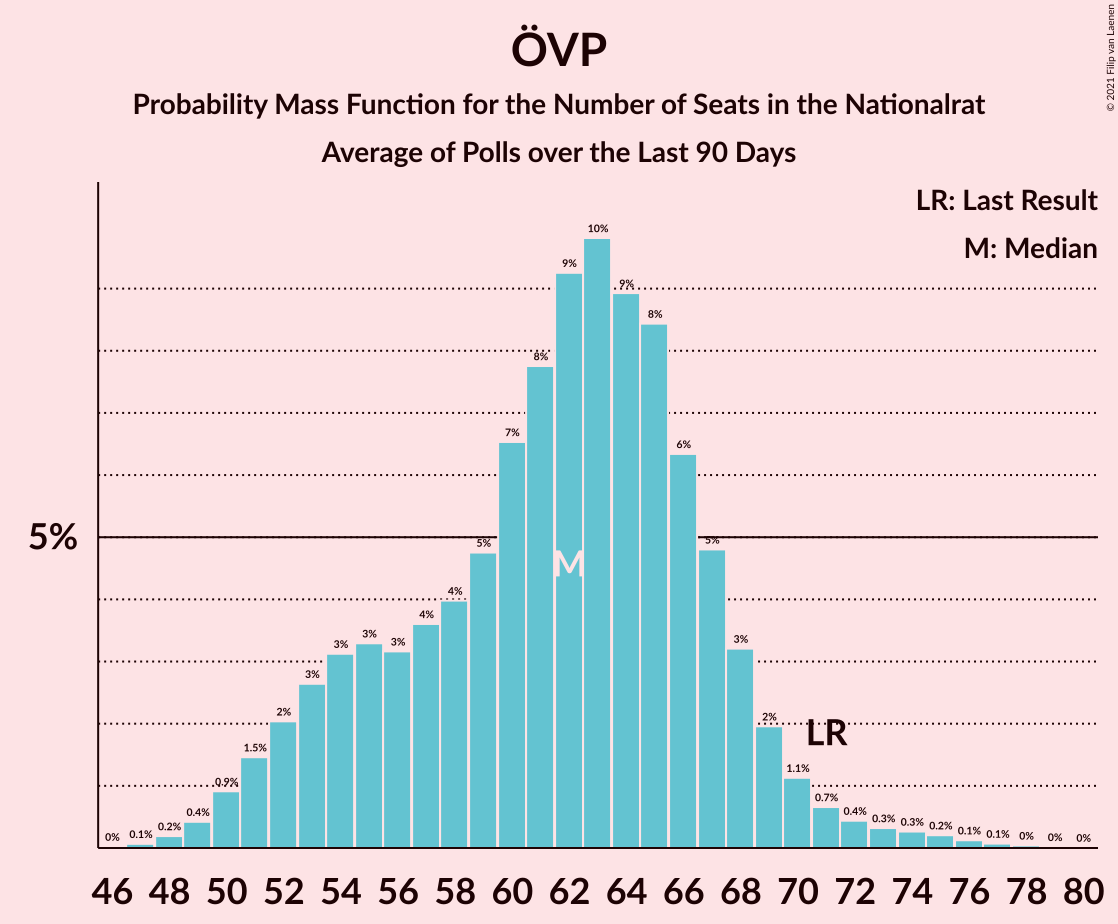 ÖVP
Probability Mass Function for the Number of Seats in the Nationalrat
Average of Polls over the Last 90 Days
© 2021 Filip van Laenen
LR: Last Result
M: Median
5%
0% 0.1% 0.2% 0.4% 0.9% 1.5% 2% 3% 3% 3% 3% 4% 4% 5% 7% 8% 9% 10% 9% 8% 6% 5% 3% 2% 1.1% 0.7% 0.4% 0.3% 0.3% 0.2% 0.1% 0.1% 0% 0% 0%
M
LR
46 48 50 52 54 56 58 60 62 64 66 68 70 72 74 76 78 80